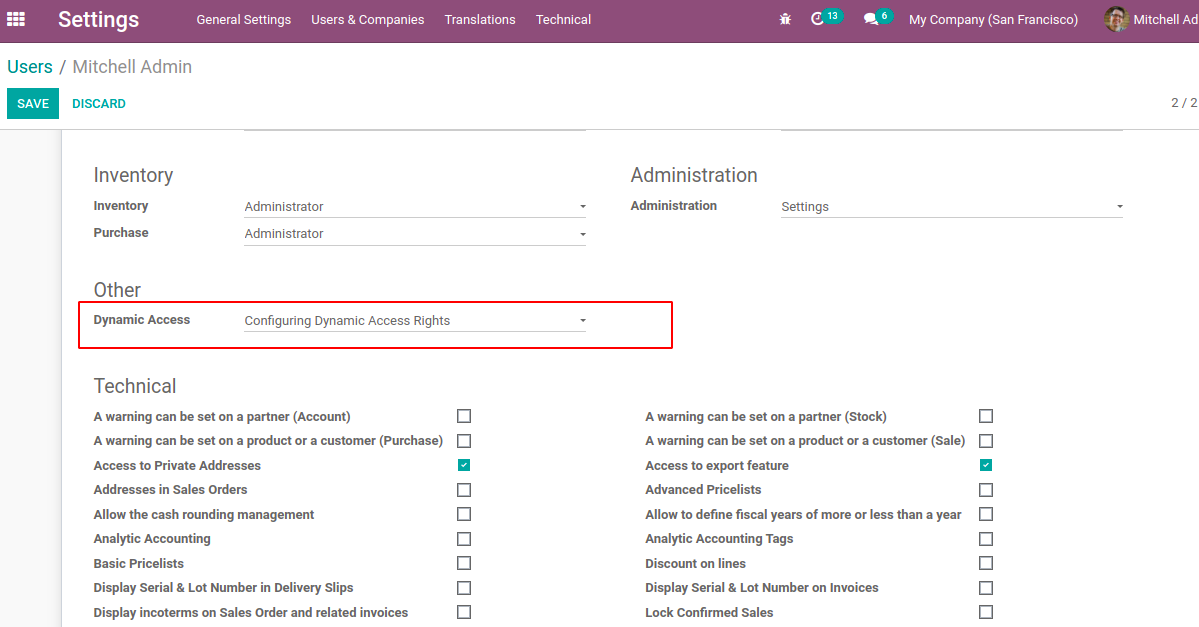 Settings General Settings Users & Companies Translations Technical 13 6 My Company (San Francisco) Mitchell Ad
Users / Mitchell Admin
SAVE DISCARD 2 / 2
Inventory Administration
Inventory Administrator Administration Settings
Purchase Administrator
Other
Dynamic Access Configuring Dynamic Access Rights
Technical
A warning can be set on a partner (Account) A warning can be set on a partner (Stock)
A warning can be set on a product or a customer (Purchase) A warning can be set on a product or a customer (Sale)
Access to Private Addresses Access to export feature
Addresses in Sales Orders Advanced Pricelists
Allow the cash rounding management Allow to define fiscal years of more or less than a year
Analytic Accounting Analytic Accounting Tags
Basic Pricelists Discount on lines
Display Serial & Lot Number in Delivery Slips Display Serial & Lot Number on Invoices
Display incoterms on Sales Order and related invoices Lock Confirmed Sales